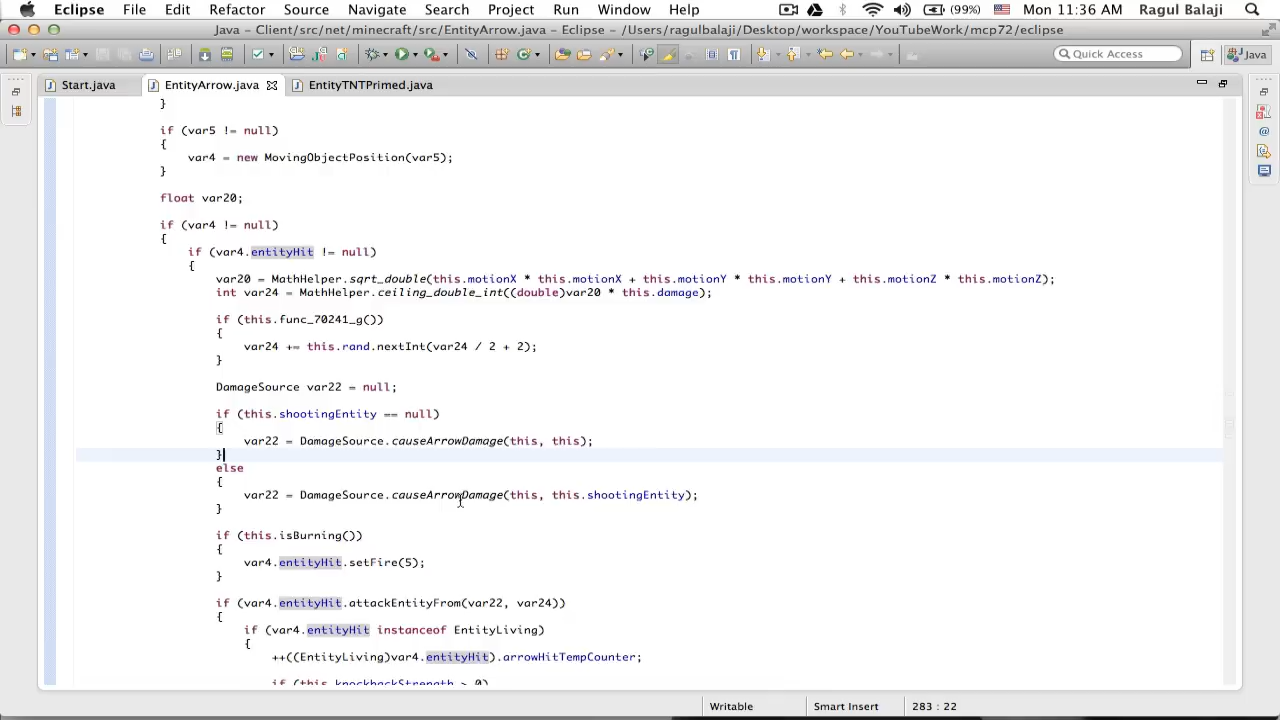 Eclipse File Edit Refactor Source Navigate Search Project Run Window Help (99%) Mon 11:36 AM Ragul Balaji
Java - Client/src/net/minecraft/src/EntityArrow.java - Eclipse - /Users/ragulbalaji/Desktop/workspace/YouTubeWork/mcp72/eclipse
Quick Access Java
Start.java EntityArrow.java EntityTNTPrimed.java
}
if (var5 != null)
{
var4 = new MovingObjectPosition(var5);
}
float var20;
if (var4 != null)
{
if (var4.entityHit != null)
{
var20 = MathHelper.sqrt_double(this.motionX * this.motionX + this.motionY * this.motionY + this.motionZ * this.motionZ);
int var24 = MathHelper.ceiling_double_int((double)var20 * this.damage);
if (this.func_70241_g())
{
var24 += this.rand.nextInt(var24 / 2 + 2);
}
DamageSource var22 = null;
if (this.shootingEntity == null)
{
var22 = DamageSource.causeArrowDamage(this, this);
}
else
{
var22 = DamageSource.causeArrowDamage(this, this.shootingEntity);
}
if (this.isBurning())
{
var4.entityHit.setFire(5);
}
if (var4.entityHit.attackEntityFrom(var22, var24))
{
if (var4.entityHit instanceof EntityLiving)
{
++((EntityLiving)var4.entityHit).arrowHitTempCounter;
if (this.knockbackStrength > 0)
Writable Smart Insert 283 : 22